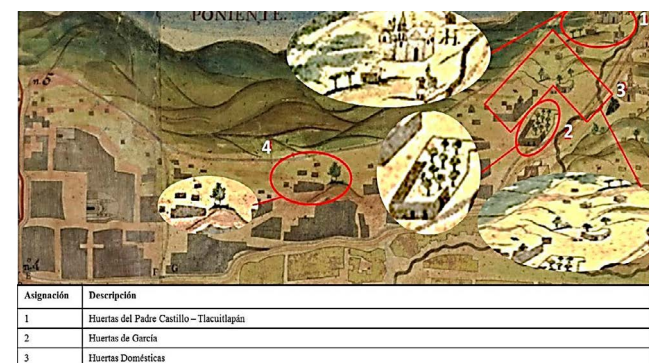 PONIENTE.
H.
1
n. 5
3
2
4
F
G
Asignación Descripción
1 Huertas del Padre Castillo – Tlacuitlapán
2 Huertas de García
3 Huertas Domésticas